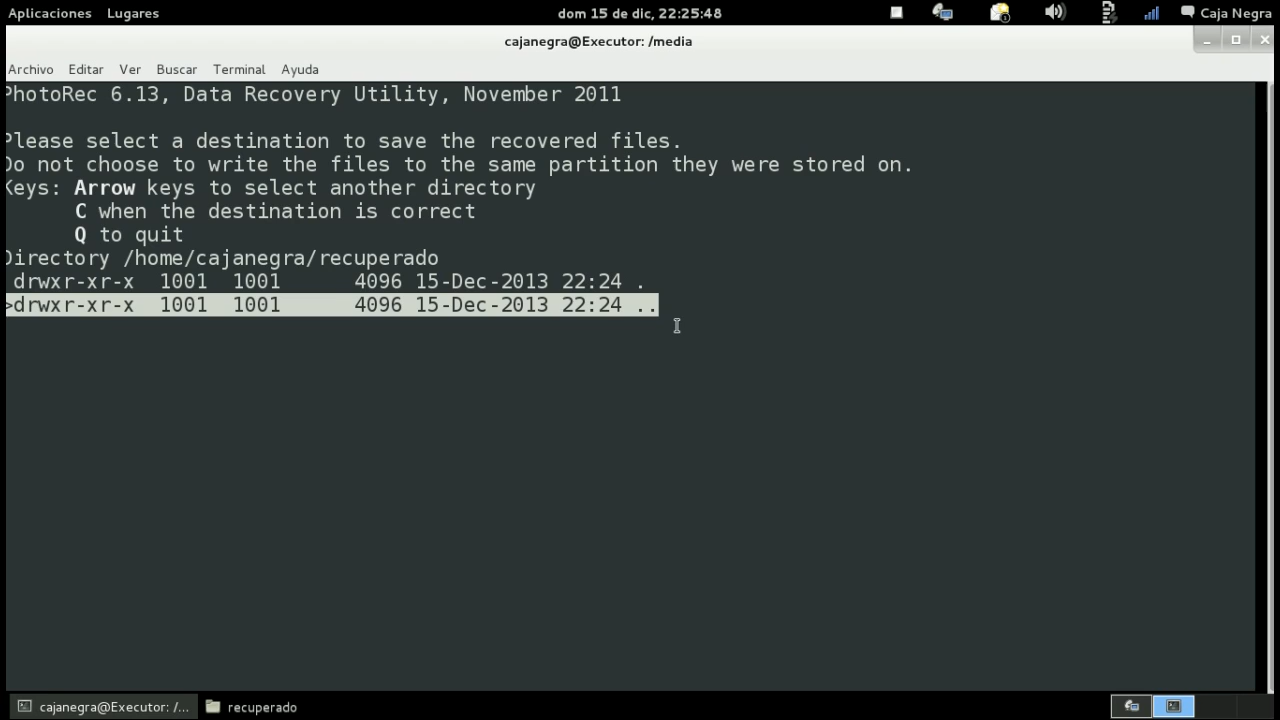 Aplicaciones Lugares dom 15 de dic, 22:25:48 Caja Negra
cajanegra@Executor: /media
Archivo Editar Ver Buscar Terminal Ayuda
PhotoRec 6.13, Data Recovery Utility, November 2011
Please select a destination to save the recovered files.
Do not choose to write the files to the same partition they were stored on.
Keys: Arrow keys to select another directory
C when the destination is correct
Q to quit
Directory /home/cajanegra/recuperado
drwxr-xr-x 1001 1001 4096 15-Dec-2013 22:24 .
>drwxr-xr-x 1001 1001 4096 15-Dec-2013 22:24 ..
cajanegra@Executor: /... recuperado